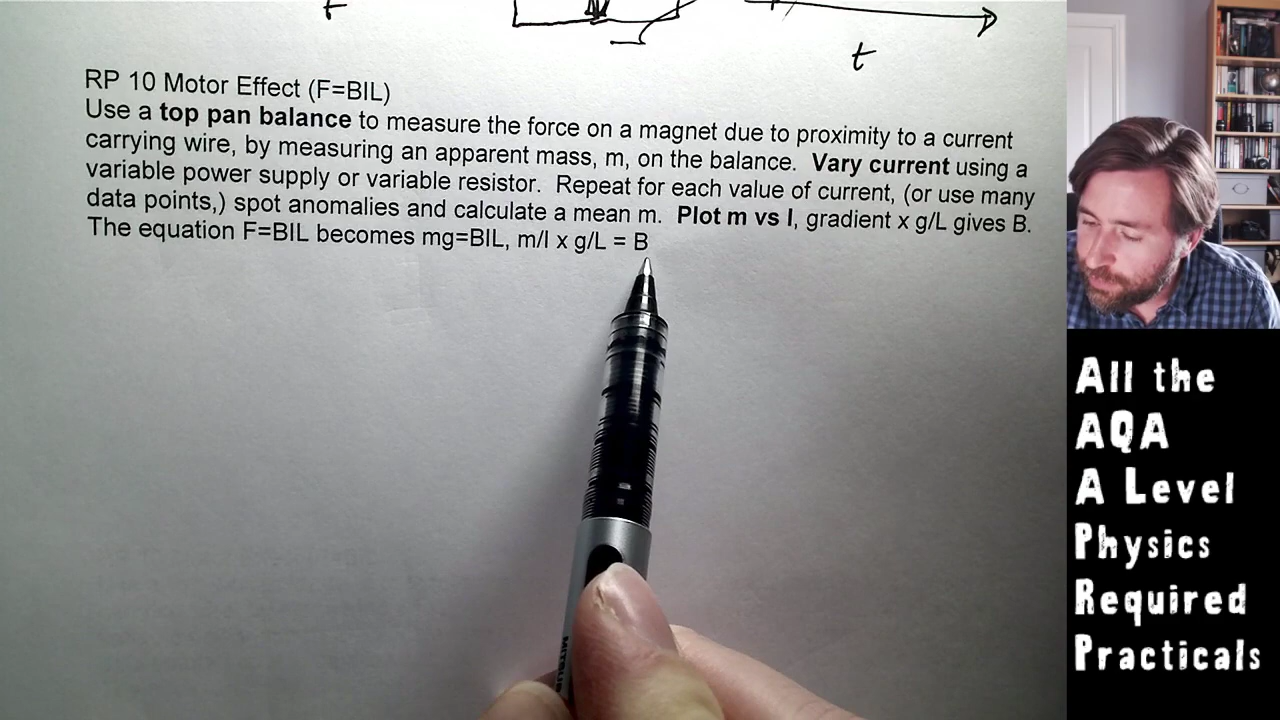 t
t
RP 10 Motor Effect (F=BIL)
Use a top pan balance to measure the force on a magnet due to proximity to a current
carrying wire, by measuring an apparent mass, m, on the balance. Vary current using a
variable power supply or variable resistor. Repeat for each value of current, (or use many
data points,) spot anomalies and calculate a mean m. Plot m vs I, gradient x g/L gives B.
The equation F=BIL becomes mg=BIL, m/I x g/L = B
All the
AQA
A Level
Physics
Required
Practicals